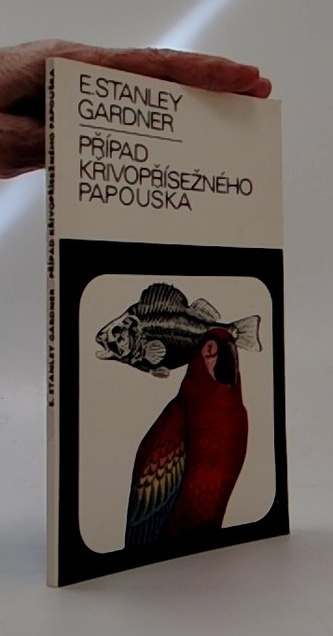 E. STANLEY
GARDNER
PŘÍPAD
KŘIVOPŘÍSEŽNÉHO
PAPOUŠKA
E. STANLEY GARDNER PŘÍPAD KŘIVOPŘÍSEŽNÉHO PAPOUŠKA